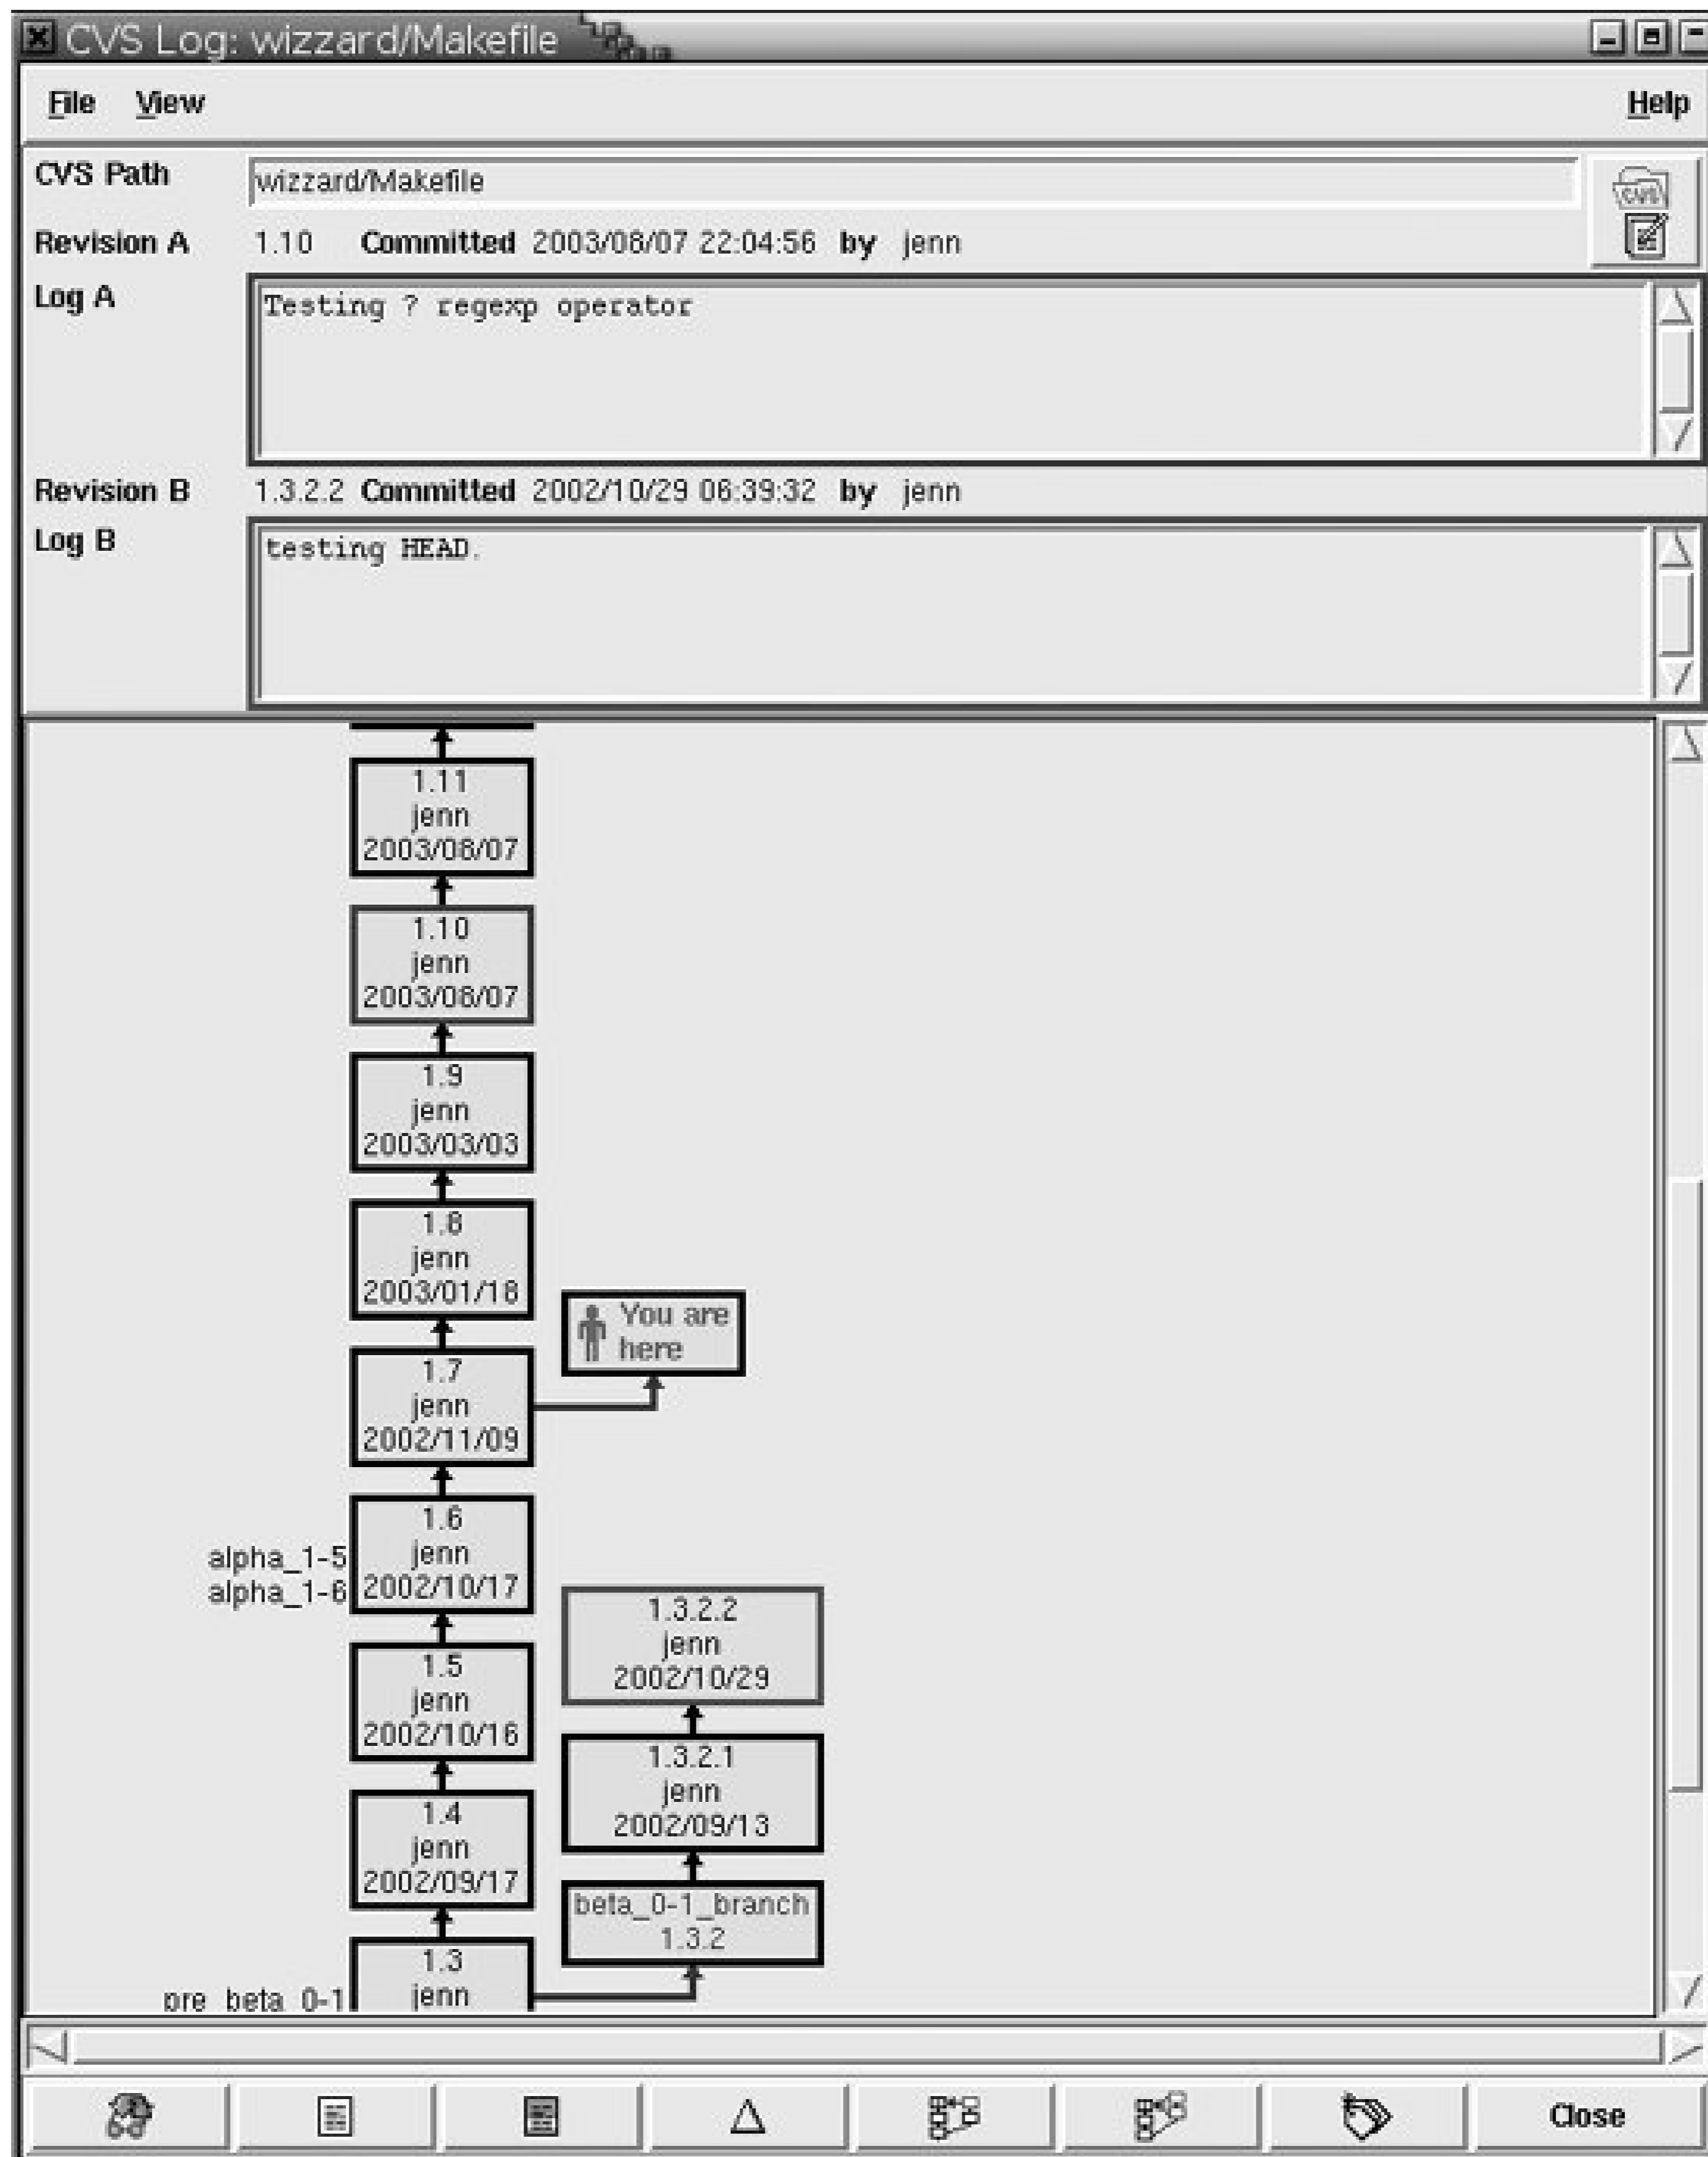 CVS Log: wizzard/Makefile
File View Help
CVS Path wizzard/Makefile
CVS
Revision A 1.10 Committed 2003/08/07 22:04:56 by jenn
Log A Testing ? regexp operator
Revision B 1.3.2.2 Committed 2002/10/29 06:39:32 by jenn
Log B testing HEAD.
1.11
jenn
2003/08/07
1.10
jenn
2003/08/07
1.9
jenn
2003/03/03
1.8
jenn
2003/01/18
You are
here
1.7
jenn
2002/11/09
1.6
jenn
2002/10/17
alpha_1-5
alpha_1-6
1.3.2.2
jenn
2002/10/29
1.5
jenn
2002/10/16
1.3.2.1
jenn
2002/09/13
1.4
jenn
2002/09/17
beta_0-1_branch
1.3.2
1.3
jenn
pre_beta_0-1
Close